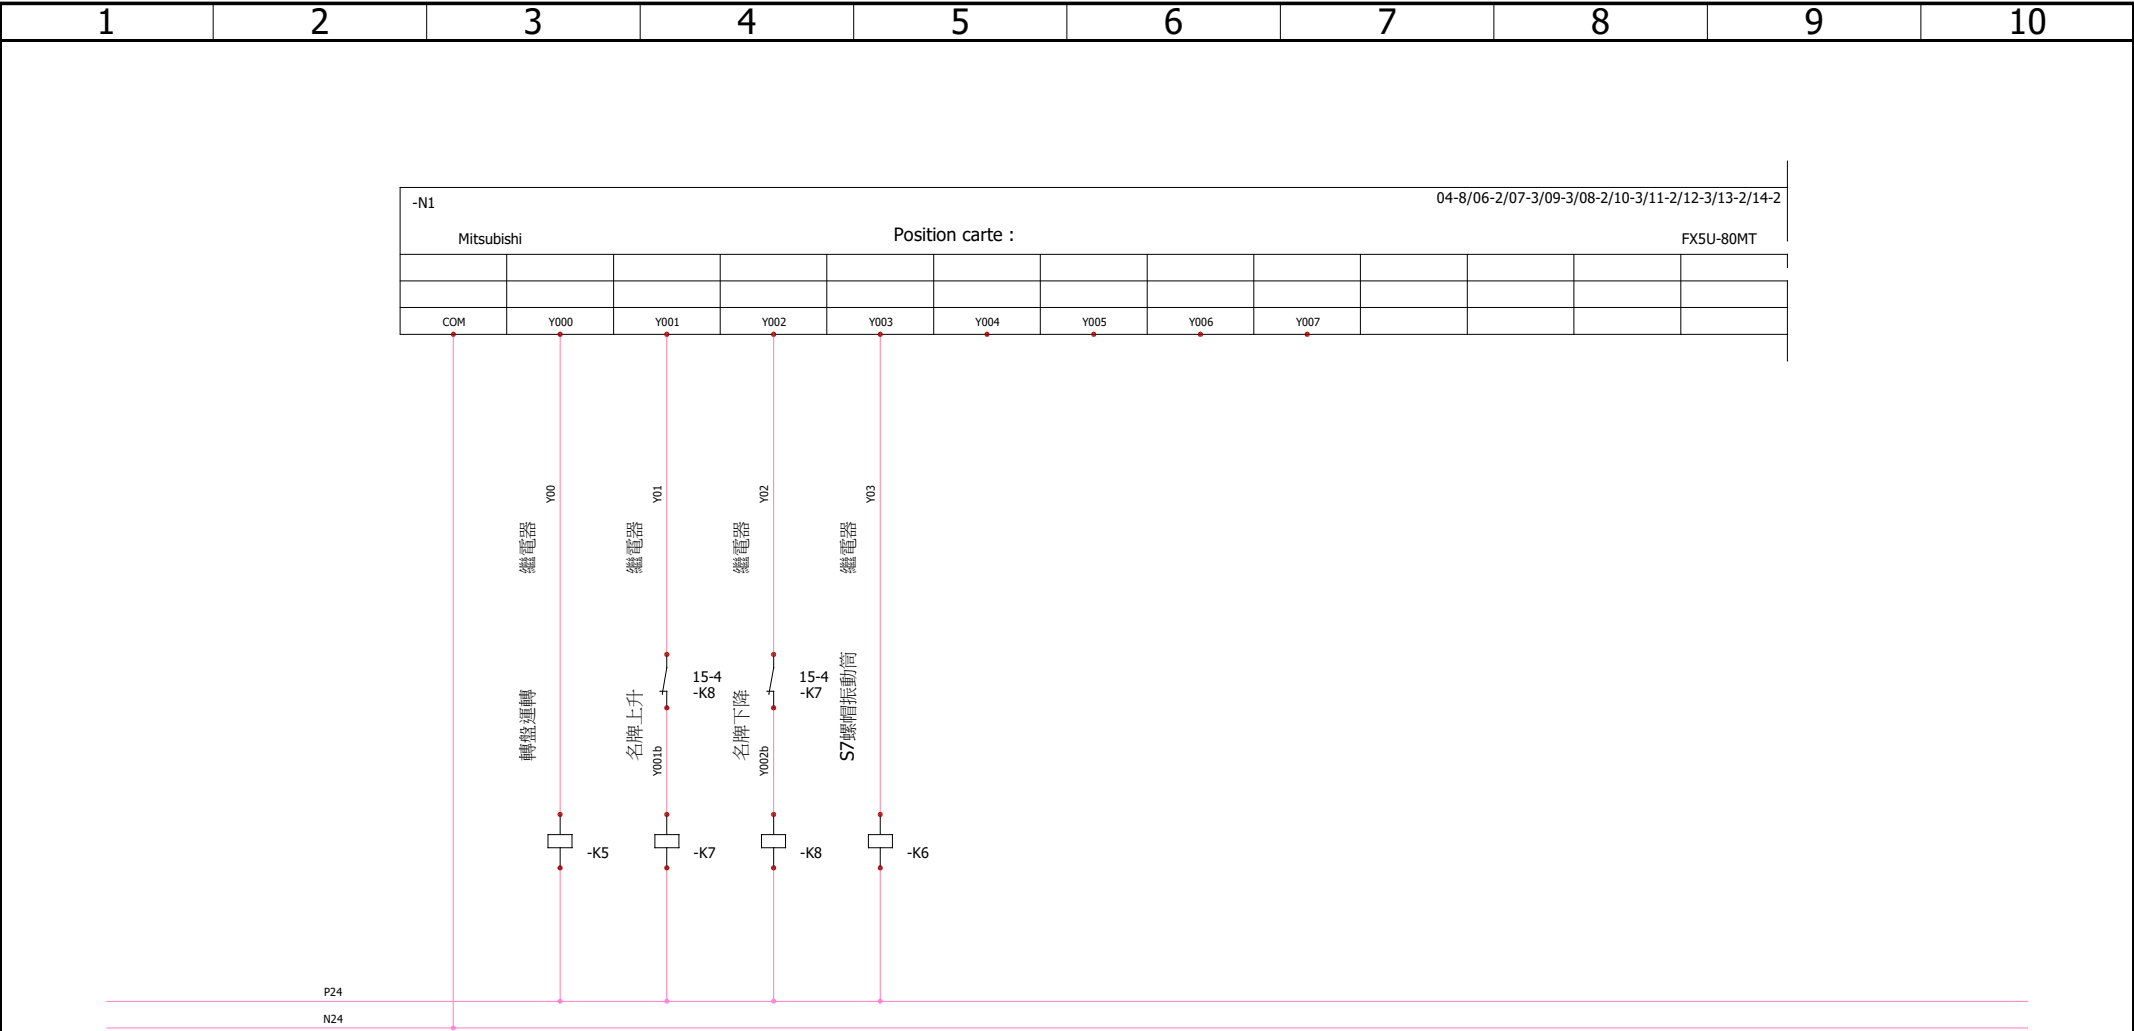 1 2 3 4 5 6 7 8 9 10
-N1 04-8/06-2/07-3/09-3/08-2/10-3/11-2/12-3/13-2/14-2
Mitsubishi Position carte : FX5U-80MT
COM Y000 Y001 Y002 Y003 Y004 Y005 Y006 Y007
Y00 Y01 Y02 Y03
繼電器 繼電器 繼電器 繼電器
15-4 15-4
-K8 -K7
轉盤運轉 名牌上升 名牌下降 S7螺帽振動筒
Y001b Y002b
-K5 -K7 -K8 -K6
P24
N24